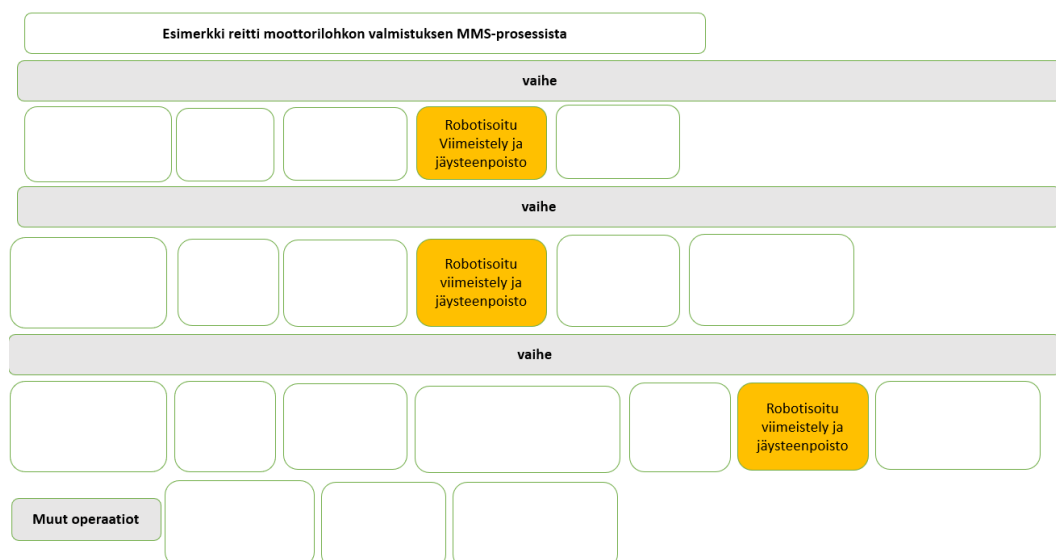 Esimerkki reitti moottorilohkon valmistuksen MMS-prosessista
vaihe
Robotisoitu
Viimeistely ja
jäysteenpoisto
vaihe
Robotisoitu
viimeistely ja
jäysteenpoisto
vaihe
Robotisoitu
viimeistely ja
jäysteenpoisto
Muut operaatiot